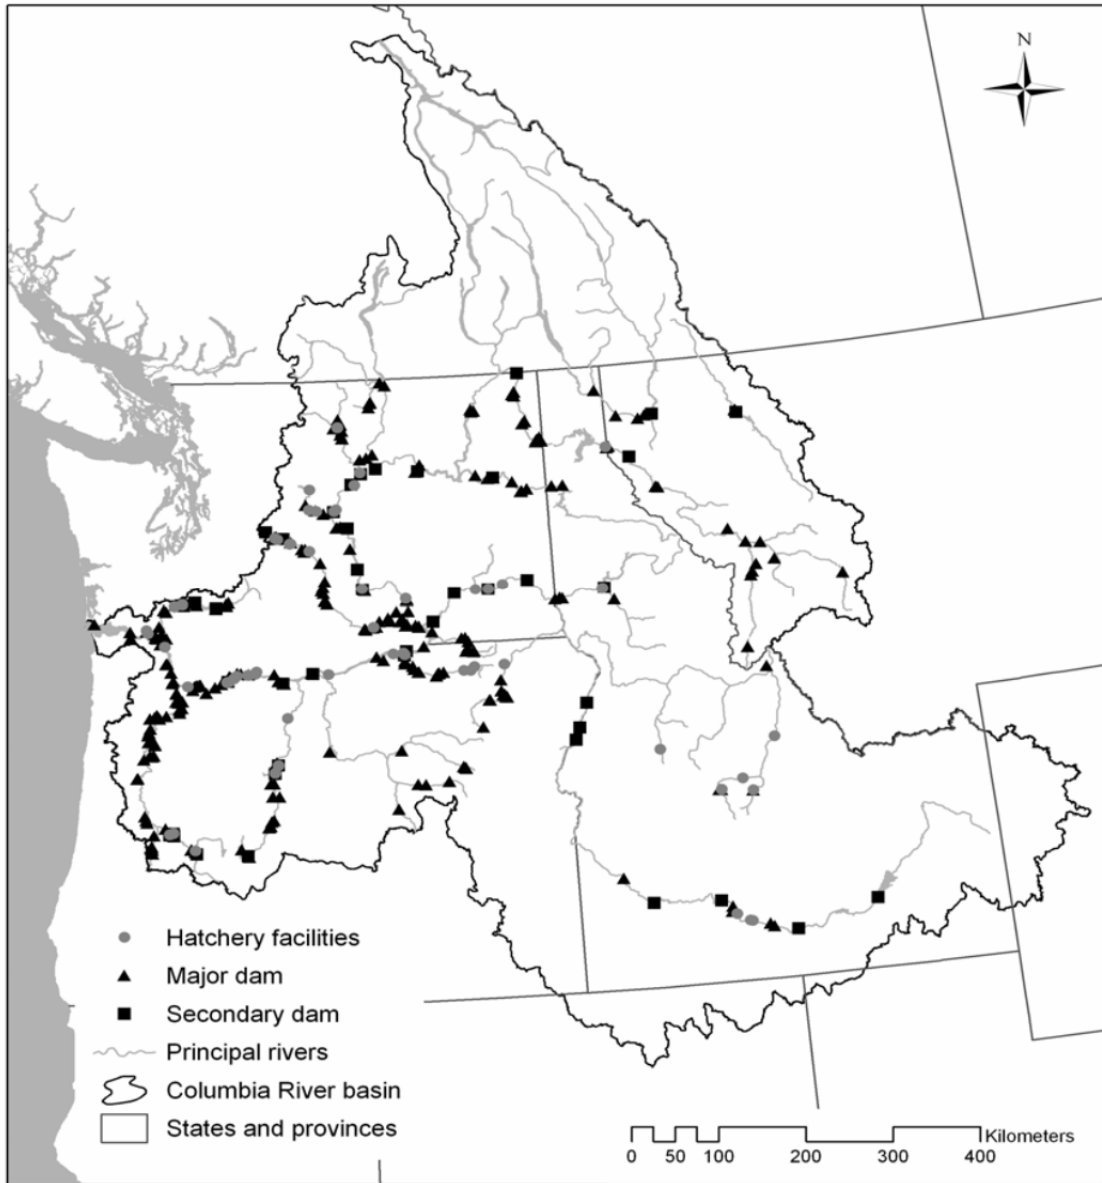 N
Hatchery facilities
Major dam
Secondary dam
Principal rivers
Columbia River basin
States and provinces
Kilometers
0 50 100 200 300 400